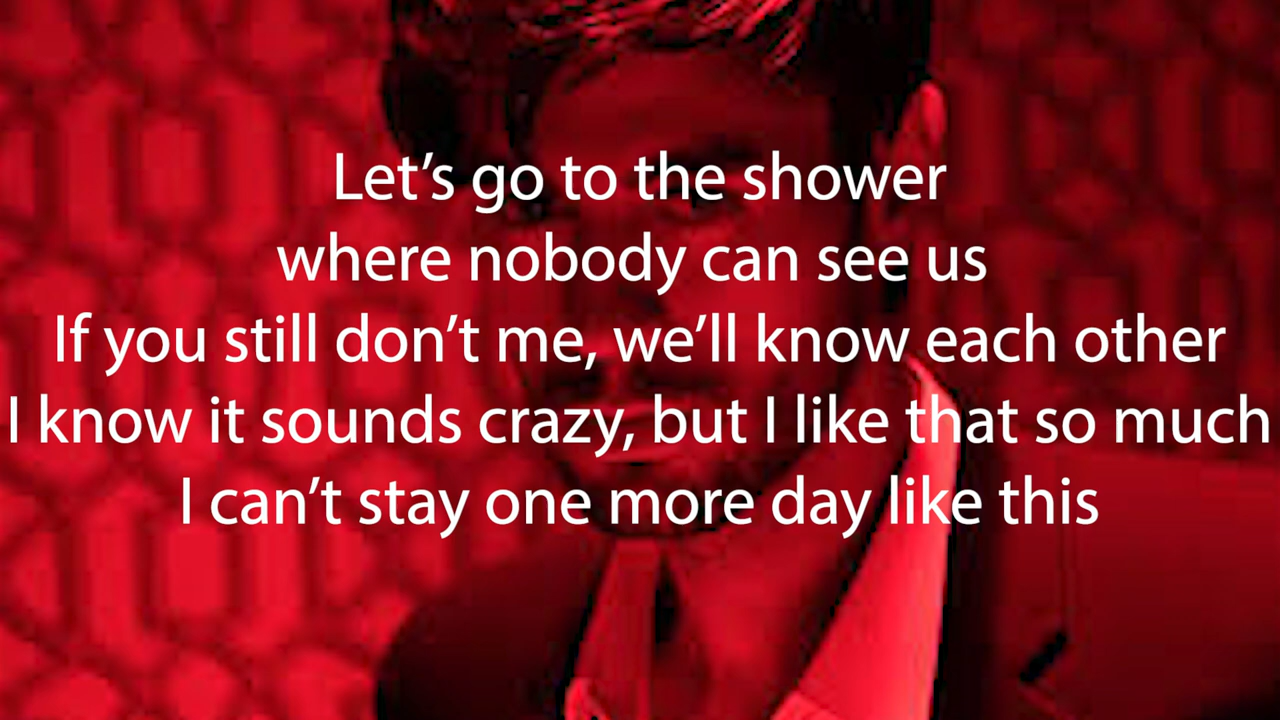 Let’s go to the shower
where nobody can see us
If you still don’t me, we’ll know each other
I know it sounds crazy, but I like that so much
I can’t stay one more day like this